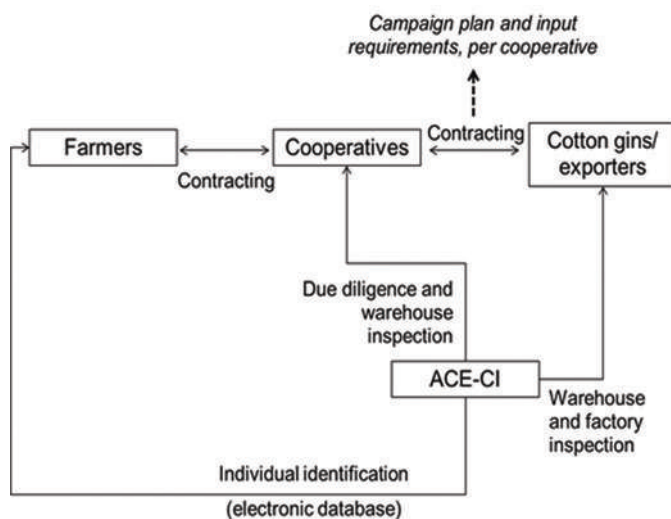 Campaign plan and input
requirements, per cooperative
Farmers
Contracting
Cooperatives
Contracting
Cotton gins/
exporters
Due diligence and
warehouse
inspection
ACE-CI
Warehouse
and factory
inspection
Individual identification
(electronic database)